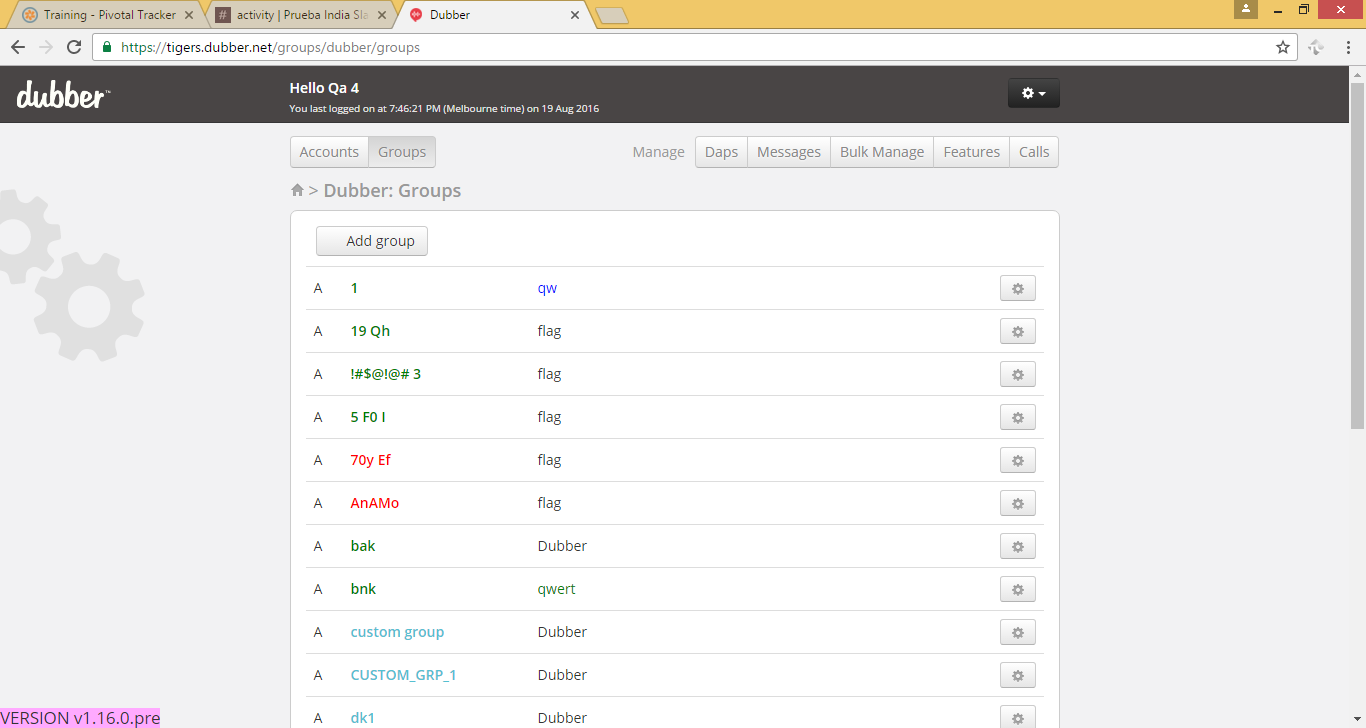 Training - Pivotal Tracker
# activity | Prueba India Sla
Dubber
https://tigers.dubber.net/groups/dubber/groups
dubber™
Hello Qa 4
You last logged on at 7:46:21 PM (Melbourne time) on 19 Aug 2016
Accounts Groups Manage Daps Messages Bulk Manage Features Calls
> Dubber: Groups
Add group
A 1 qw
A 19 Qh flag
A !#$@!@# 3 flag
A 5 F0 I flag
A 70y Ef flag
A AnAMo flag
A bak Dubber
A bnk qwert
A custom group Dubber
A CUSTOM_GRP_1 Dubber
A dk1 Dubber
VERSION v1.16.0.pre